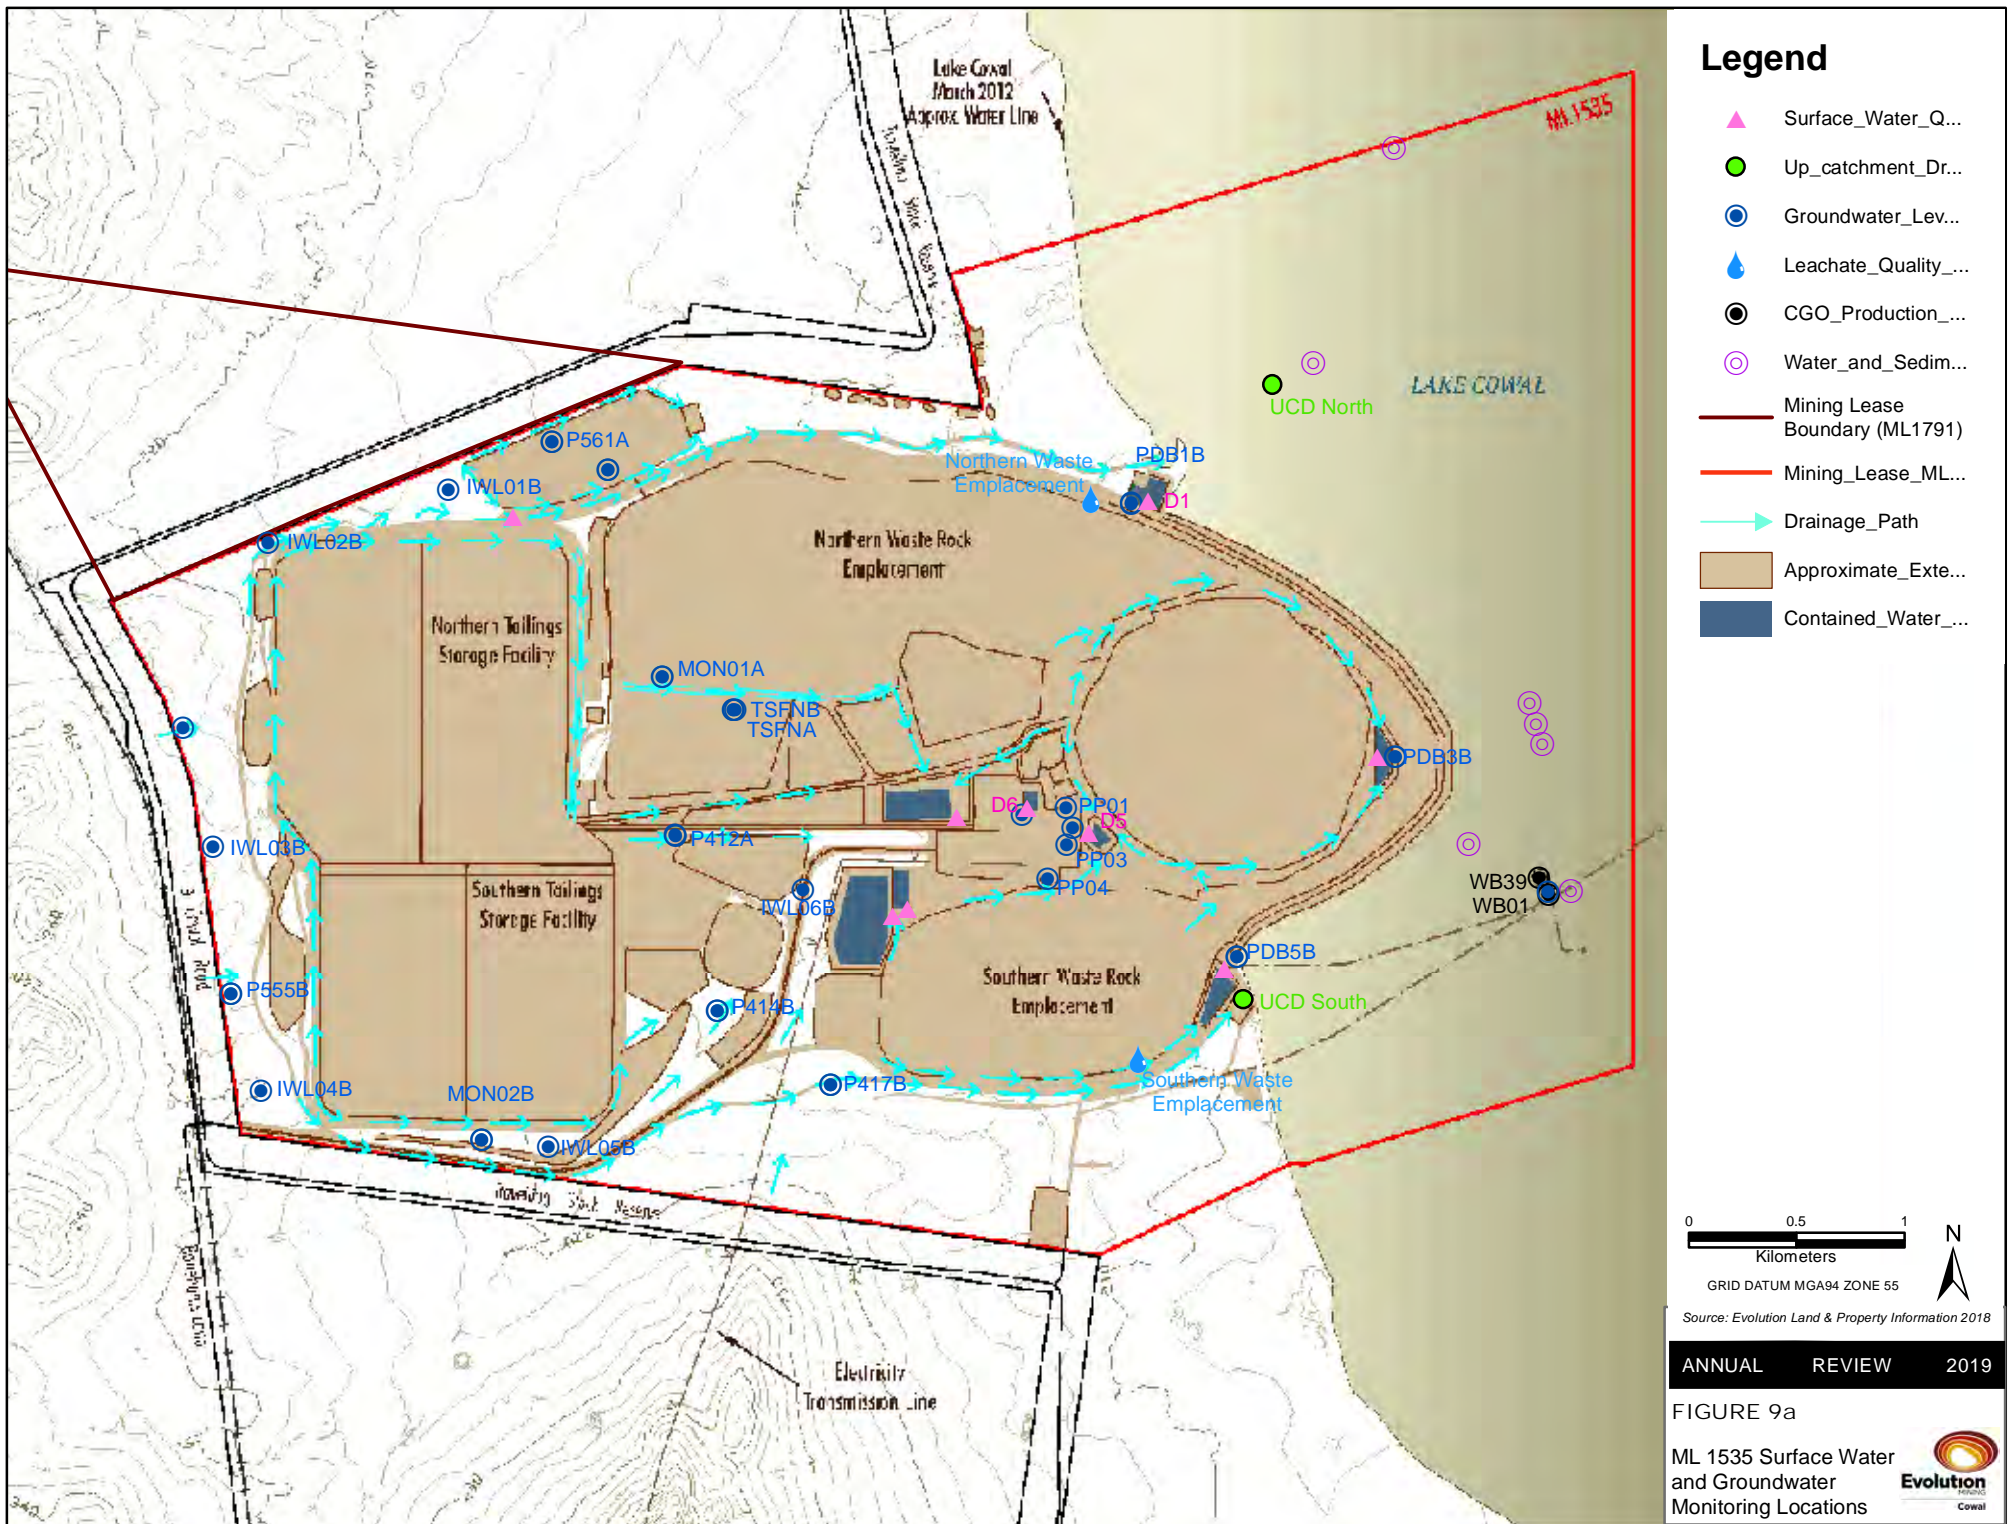 Lake Cowal
March 2012
Approx. Water Line
ML1535
LAKE COWAL
UCD North
P561A
IWL01B
IWL02B
Northern Waste
Emplacement
PDB1B
D1
Northern Waste Rock
Emplacement
Northern Tailings
Storage Facility
MON01A
TSFNB
TSFNA
PDB3B
D6
PP01
D5
PP03
PP04
P412A
IWL03B
IWL06B
Southern Tailings
Storage Facility
WB39
WB01
PDB5B
UCD South
Southern Waste Rock
Emplacement
P555B
P414B
IWL04B
MON02B
P417B
Southern Waste
Emplacement
IWL05B
Travelling Stock Reserve
Electricity
Transmission Line
Legend
Surface_Water_Q...
Up_catchment_Dr...
Groundwater_Lev...
Leachate_Quality_...
CGO_Production_...
Water_and_Sedim...
Mining Lease
Boundary (ML1791)
Mining_Lease_ML...
Drainage_Path
Approximate_Exte...
Contained_Water_...
0 0.5 1
Kilometers
N
GRID DATUM MGA94 ZONE 55
Source: Evolution Land & Property Information 2018
ANNUAL REVIEW 2019
FIGURE 9a
ML 1535 Surface Water
and Groundwater
Monitoring Locations
Evolution
MINING
Cowal